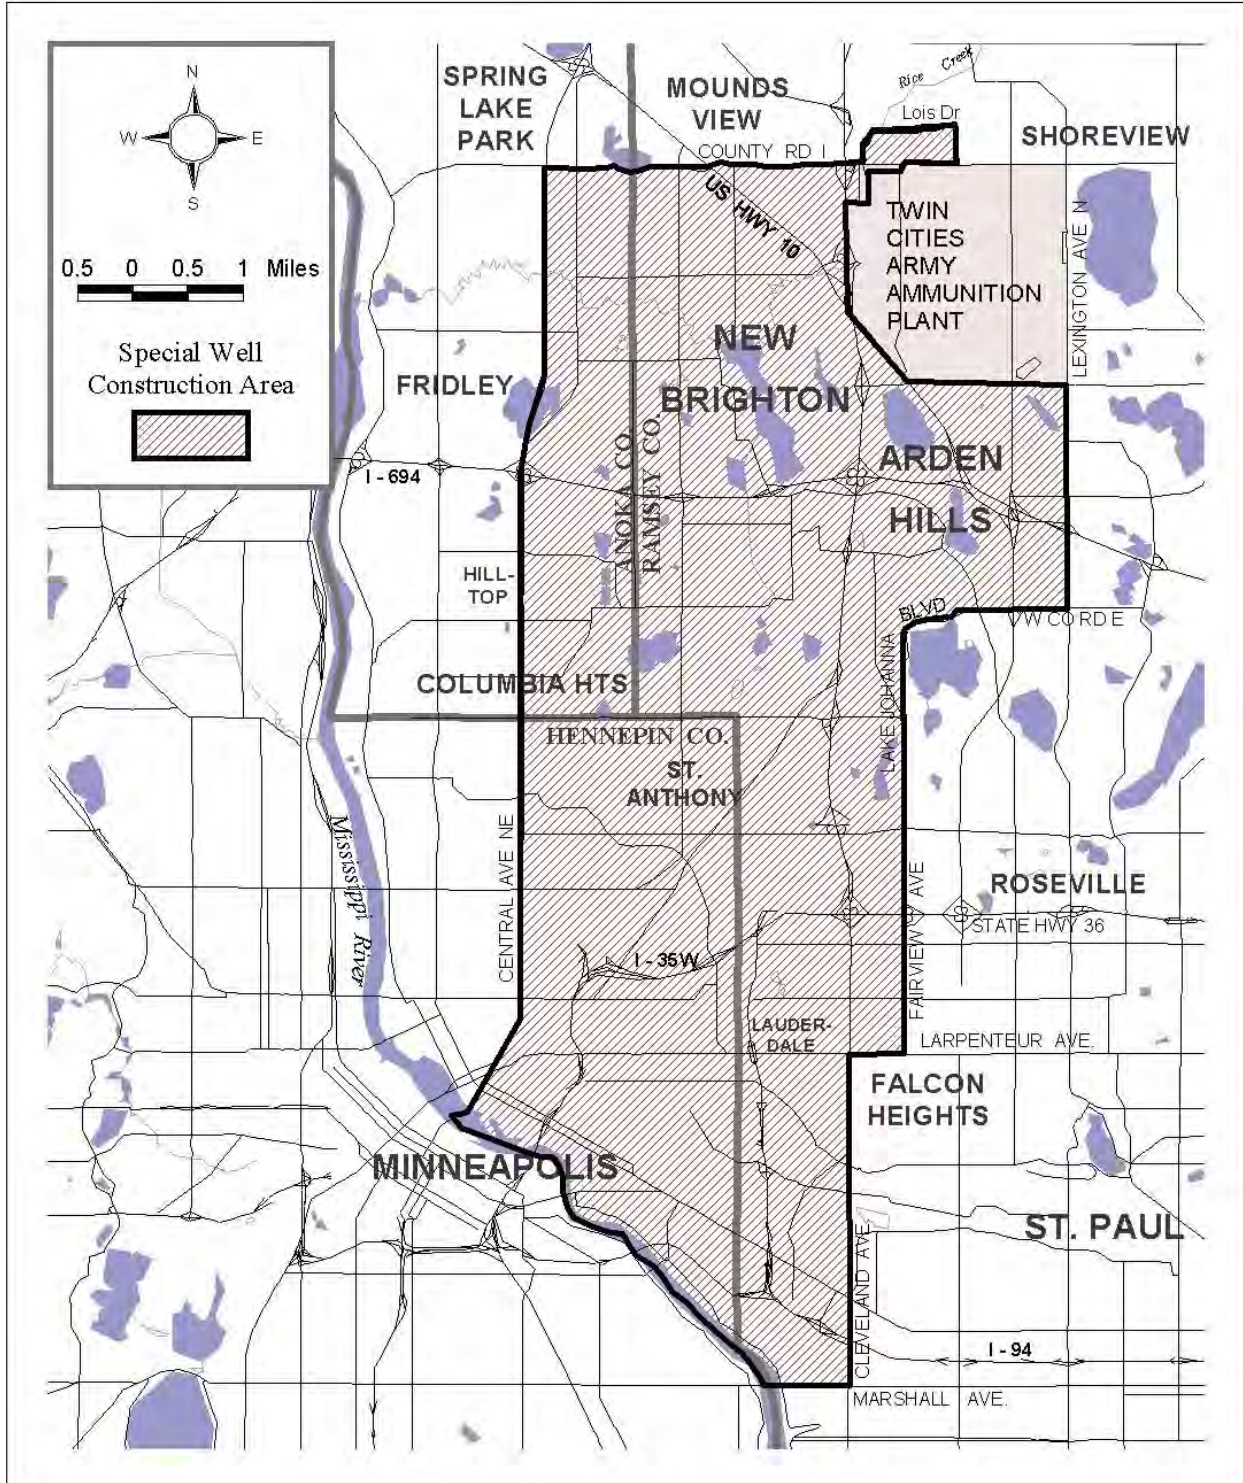 N
W E
S
0.5 0 0.5 1 Miles
Special Well
Construction Area
SPRING
LAKE
PARK
MOUNDS
VIEW
COUNTY RD I
Rice Creek
Lois Dr
SHOREVIEW
US HWY 10
TWIN
CITIES
ARMY
AMMUNITION
PLANT
LEXINGTON AVE N
NEW
BRIGHTON
FRIDLEY
ANOKA CO.
RAMSEY CO.
ARDEN
HILLS
I - 694
HILL-
TOP
BLVD
W CO RD E
LAKE JOHANNA
COLUMBIA HTS
HENNEPIN CO.
ST.
ANTHONY
Mississippi River
CENTRAL AVE NE
ROSEVILLE
FAIRVIEW AVE
STATE HWY 36
I - 35W
LAUDER-
DALE
LARPENTEUR AVE.
FALCON
HEIGHTS
MINNEAPOLIS
ST. PAUL
CLEVELAND AVE.
I - 94
MARSHALL AVE.